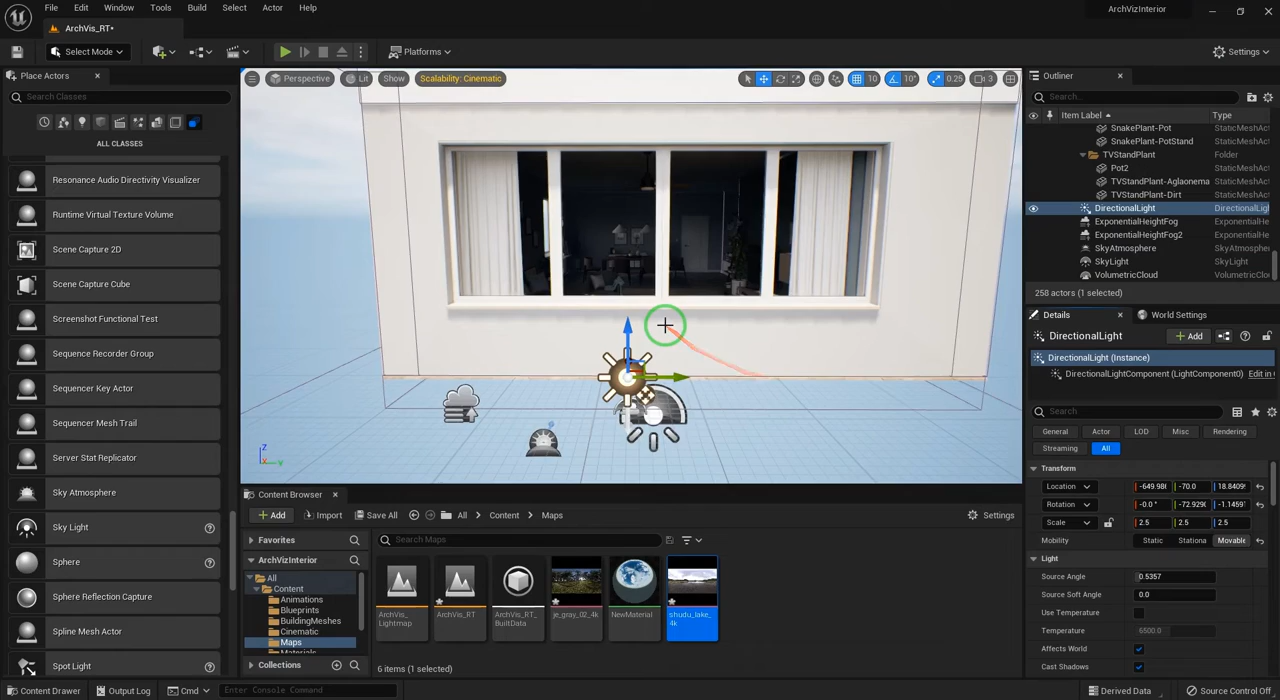 File Edit Window Tools Build Select Actor Help
ArchVizInterior
ArchVis_RT*
Select Mode
Platforms
Settings
Place Actors
Search Classes
ALL CLASSES
Resonance Audio Directivity Visualizer
Runtime Virtual Texture Volume
Scene Capture 2D
Scene Capture Cube
Screenshot Functional Test
Sequence Recorder Group
Sequencer Key Actor
Sequencer Mesh Trail
Server Stat Replicator
Sky Atmosphere
Sky Light
Sphere
Sphere Reflection Capture
Spline Mesh Actor
Spot Light
Perspective Lit Show Scalability: Cinematic
10 10° 0.25 3
Outliner
Search...
Item Label Type
SnakePlant-Pot StaticMeshAct
SnakePlant-PotStand StaticMeshAct
TVStandPlant Folder
Pot2 StaticMeshAct
TVStandPlant-Aglaonema StaticMeshAct
TVStandPlant-Dirt StaticMeshAct
DirectionalLight DirectionalLig
ExponentialHeightFog ExponentialHe
ExponentialHeightFog2 ExponentialHe
SkyAtmosphere SkyAtmosphere
SkyLight SkyLight
VolumetricCloud VolumetricClou
258 actors (1 selected)
Details World Settings
DirectionalLight Add
DirectionalLight (Instance)
DirectionalLightComponent (LightComponent0) Edit in
Search
General Actor LOD Misc Rendering
Streaming All
Transform
Location -649.986 -70.0 18.8409
Rotation -0.0 ° -72.9290 -1.1459
Scale 2.5 2.5 2.5
Mobility Static Stationa Movable
Light
Source Angle 0.5357
Source Soft Angle 0.0
Use Temperature
Temperature 6500.0
Affects World
Cast Shadows
Content Browser
Add Import Save All All Content Maps Settings
Favorites
Search Maps
ArchVizInterior
All
Content
Animations
Blueprints
BuildingMeshes
Cinematic
Maps
Collections
ArchVis_
Lightmap
ArchVis_RT
ArchVis_RT_
BuiltData
je_gray_02_4k
NewMaterial
shudu_lake_
4k
6 items (1 selected)
Content Drawer Output Log Cmd Enter Console Command Derived Data Source Control Off